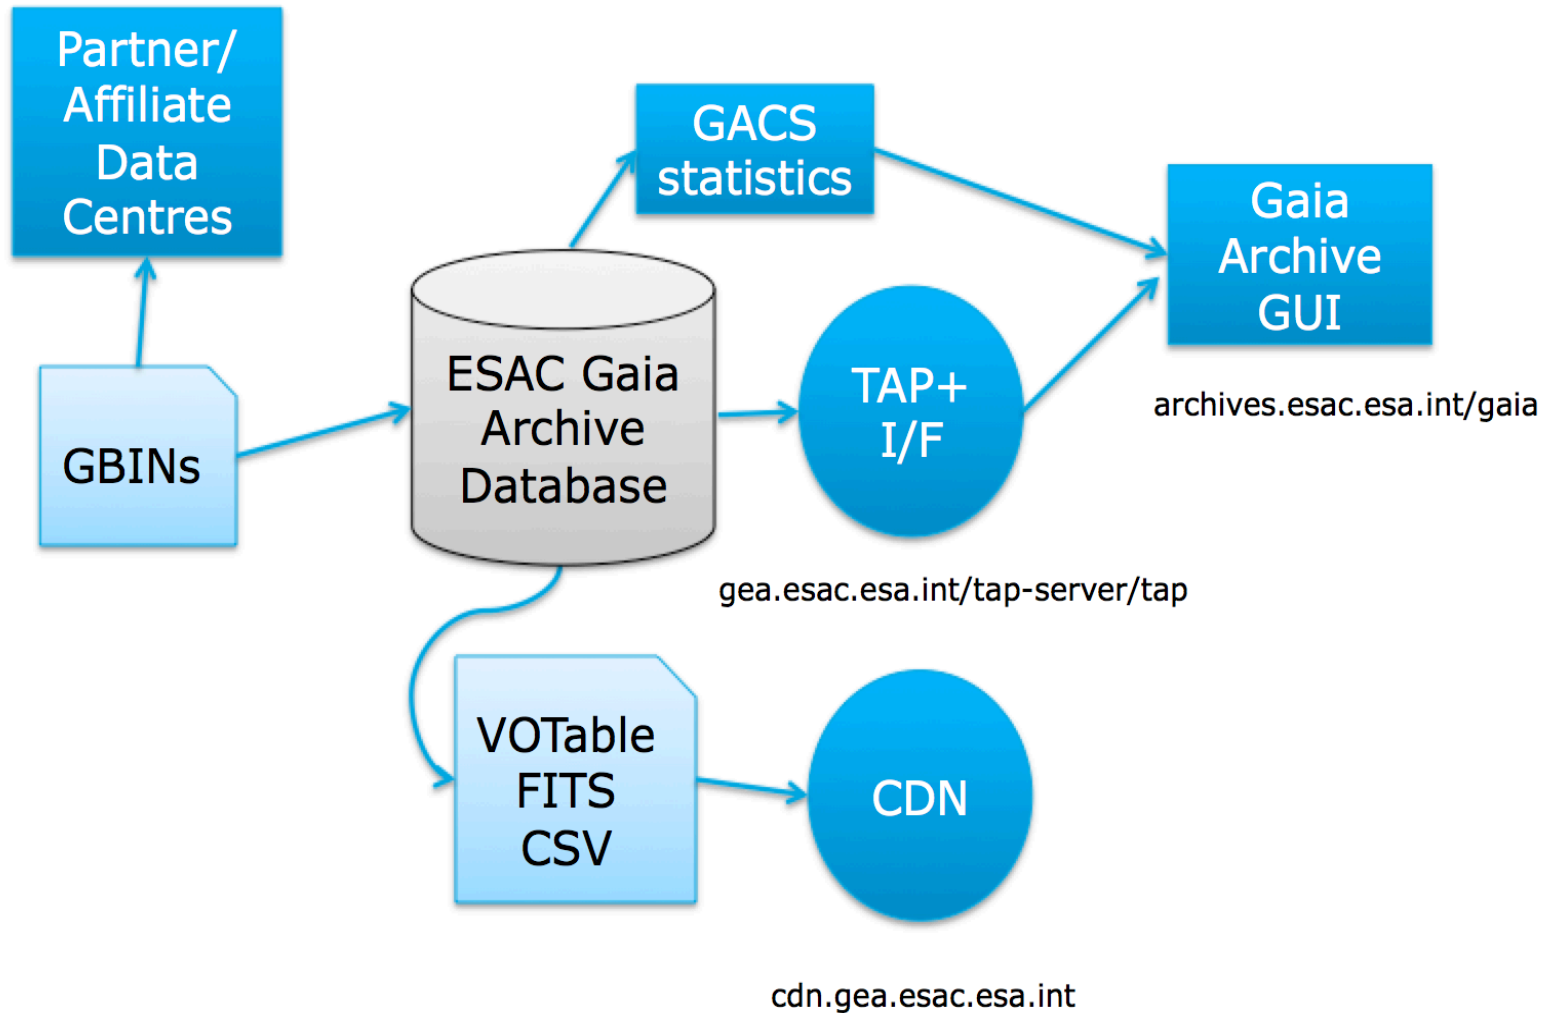 Partner/
Affiliate
Data
Centres
GACS
statistics
Gaia
Archive
GUI
archives.esac.esa.int/gaia
GBINs
ESAC Gaia
Archive
Database
TAP+
I/F
gea.esac.esa.int/tap-server/tap
VOTable
FITS
CSV
CDN
cdn.gea.esac.esa.int